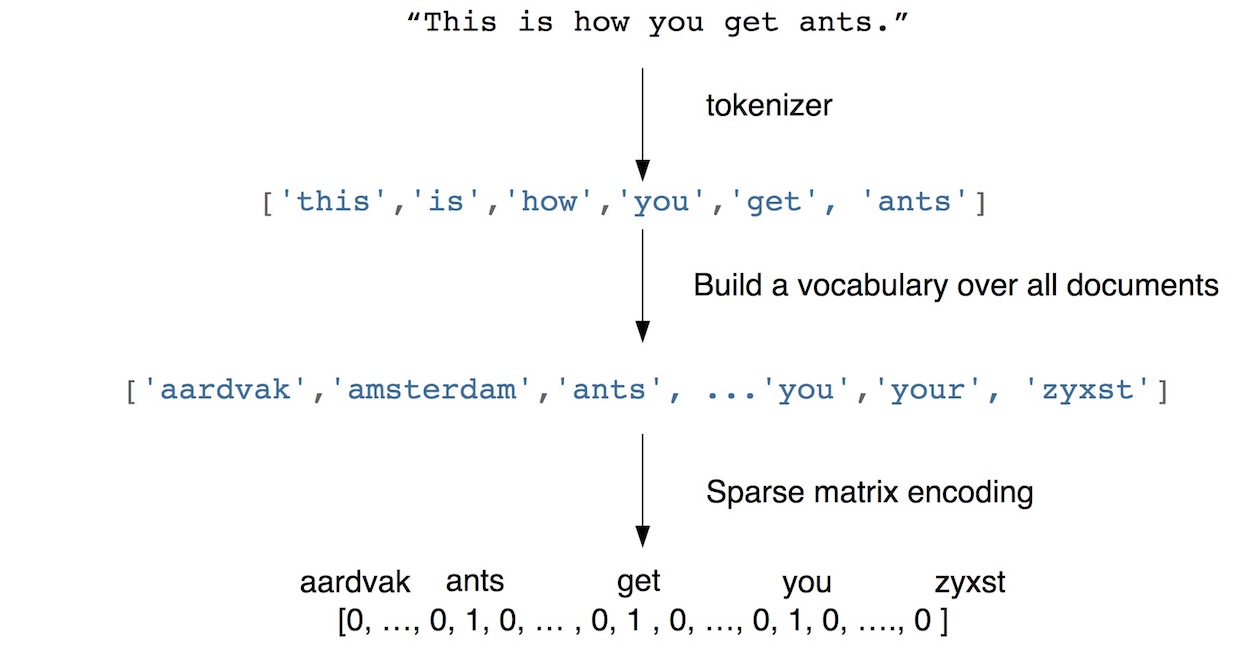 “This is how you get ants.”
tokenizer
['this','is','how','you','get', 'ants']
Build a vocabulary over all documents
['aardvak','amsterdam','ants', ...'you','your', 'zyxst']
Sparse matrix encoding
aardvak ants get you zyxst
[0, …, 0, 1, 0, … , 0, 1 , 0, …, 0, 1, 0, …., 0 ]